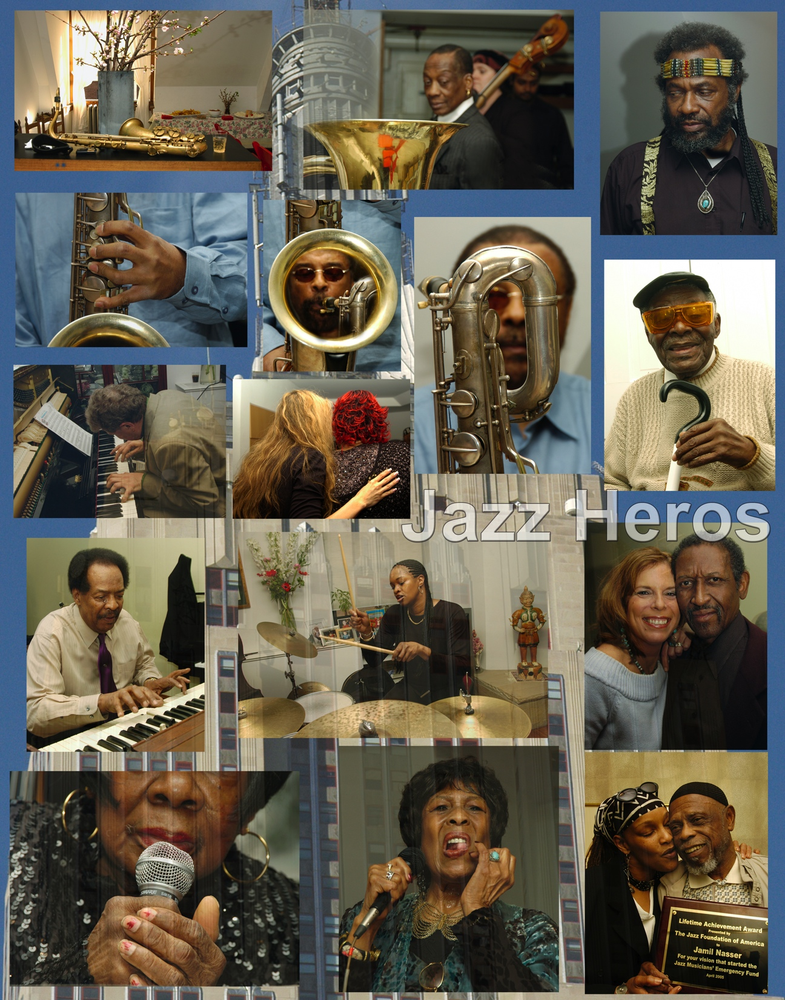 Jazz Heros
SHURE
Lifetime Achievement Award
Presented by
The Jazz Foundation of America
to
Jamil Nasser
For your vision that started the
Jazz Musicians' Emergency Fund
April 2005